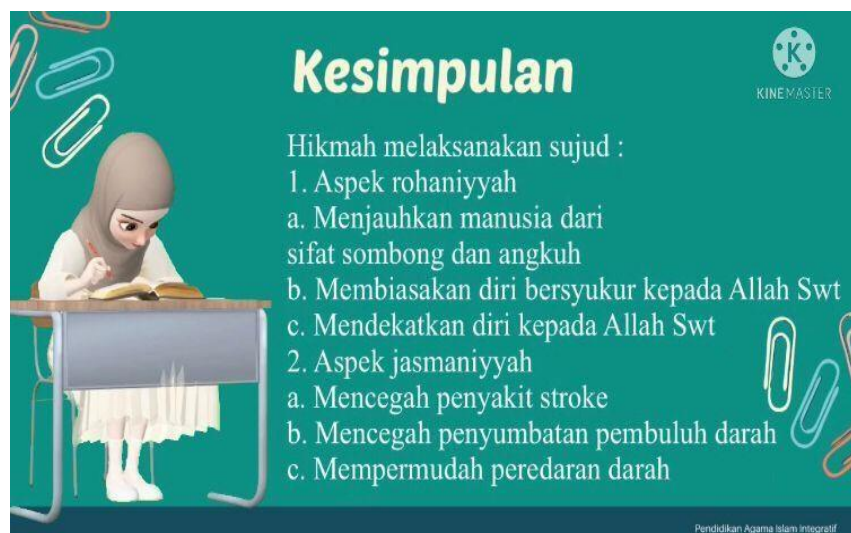 Kesimpulan
K
KINEMASTER
Hikmah melaksanakan sujud :
1. Aspek rohaniyyah
a. Menjauhkan manusia dari
sifat sombong dan angkuh
b. Membiasakan diri bersyukur kepada Allah Swt
c. Mendekatkan diri kepada Allah Swt
2. Aspek jasmaniyyah
a. Mencegah penyakit stroke
b. Mencegah penyumbatan pembuluh darah
c. Mempermudah peredaran darah
Pendidikan Agama Islam Integratif